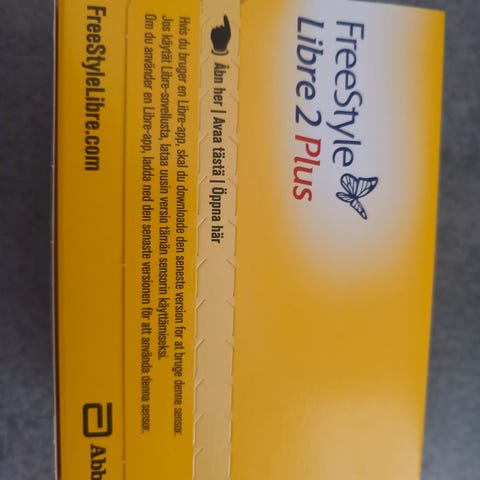 FreeStyle
Libre 2 Plus
Åbn her | Avaa tästä | Öppna här
Hvis du bruger en Libre-app, skal du downloade den seneste version for at bruge denne sensor.
Jos käytät Libre-sovellusta, lataa uusin versio tämän sensorin käyttämiseksi.
Om du använder en Libre-app, ladda ned den senaste versionen för att använda denna sensor.
FreeStyleLibre.com
Abb